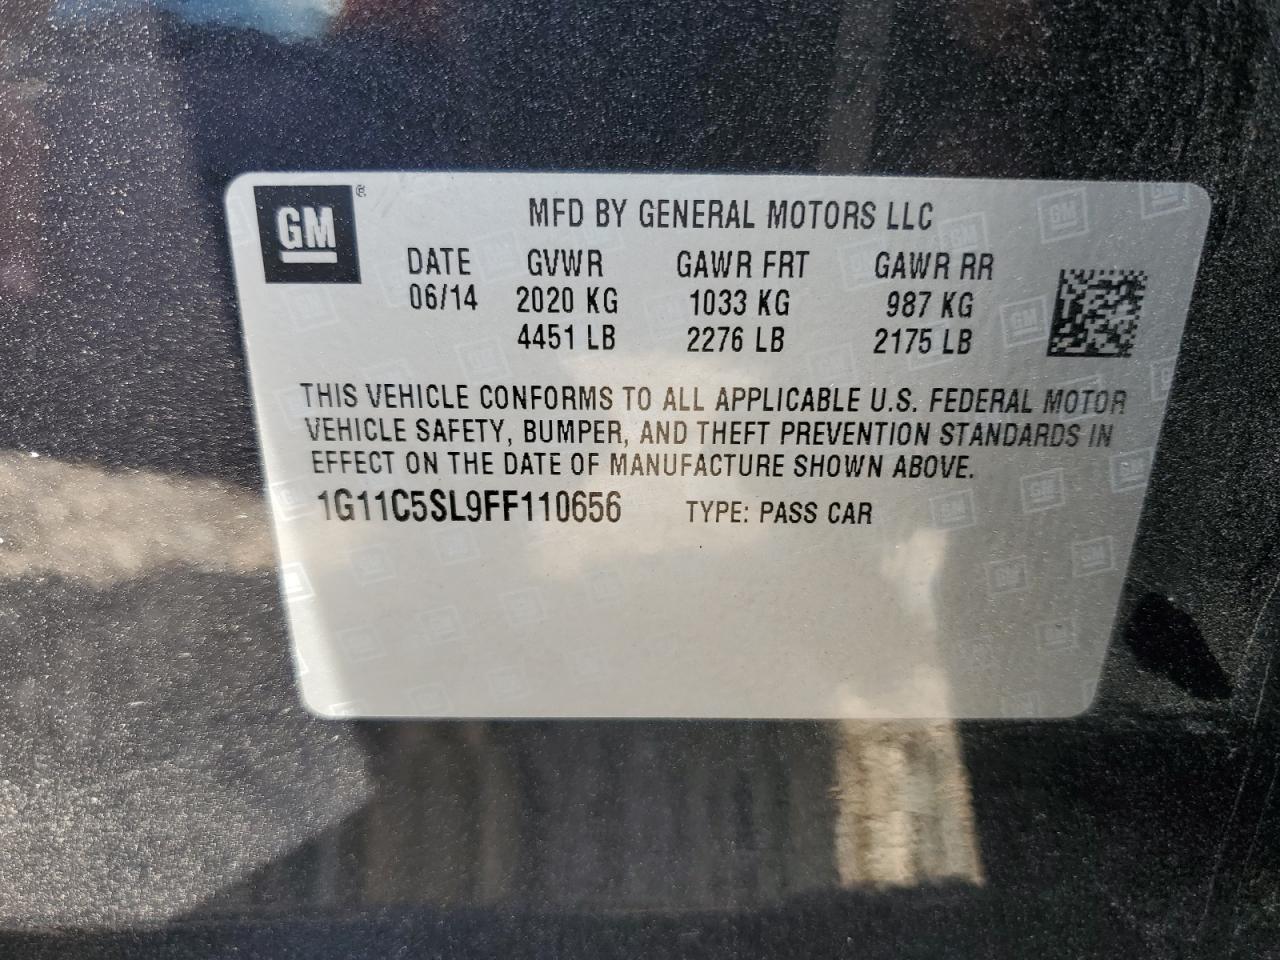 GM ®
MFD BY GENERAL MOTORS LLC
DATE GVWR GAWR FRT GAWR RR
06/14 2020 KG 1033 KG 987 KG
4451 LB 2276 LB 2175 LB
THIS VEHICLE CONFORMS TO ALL APPLICABLE U.S. FEDERAL MOTOR
VEHICLE SAFETY, BUMPER, AND THEFT PREVENTION STANDARDS IN
EFFECT ON THE DATE OF MANUFACTURE SHOWN ABOVE.
1G11C5SL9FF110656 TYPE: PASS CAR